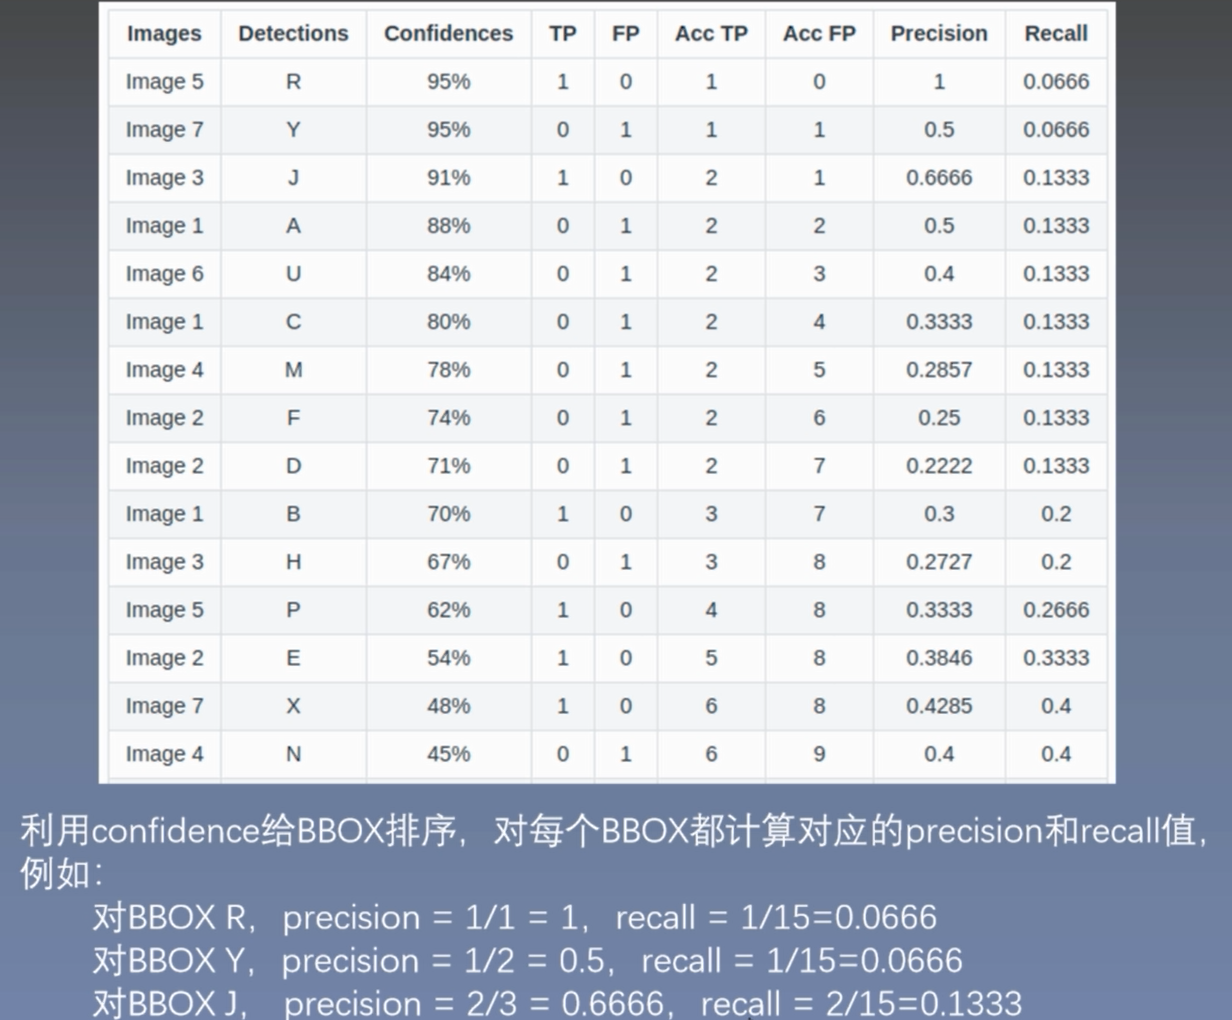 Images Detections Confidences TP FP Acc TP Acc FP Precision Recall
Image 5 R 95% 1 0 1 0 1 0.0666
Image 7 Y 95% 0 1 1 1 0.5 0.0666
Image 3 J 91% 1 0 2 1 0.6666 0.1333
Image 1 A 88% 0 1 2 2 0.5 0.1333
Image 6 U 84% 0 1 2 3 0.4 0.1333
Image 1 C 80% 0 1 2 4 0.3333 0.1333
Image 4 M 78% 0 1 2 5 0.2857 0.1333
Image 2 F 74% 0 1 2 6 0.25 0.1333
Image 2 D 71% 0 1 2 7 0.2222 0.1333
Image 1 B 70% 1 0 3 7 0.3 0.2
Image 3 H 67% 0 1 3 8 0.2727 0.2
Image 5 P 62% 1 0 4 8 0.3333 0.2666
Image 2 E 54% 1 0 5 8 0.3846 0.3333
Image 7 X 48% 1 0 6 8 0.4285 0.4
Image 4 N 45% 0 1 6 9 0.4 0.4
利用confidence给BBOX排序，对每个BBOX都计算对应的precision和recall值，
例如：
对BBOX R，precision = 1/1 = 1，recall = 1/15=0.0666
对BBOX Y，precision = 1/2 = 0.5，recall = 1/15=0.0666
对BBOX J， precision = 2/3 = 0.6666，recall = 2/15=0.1333